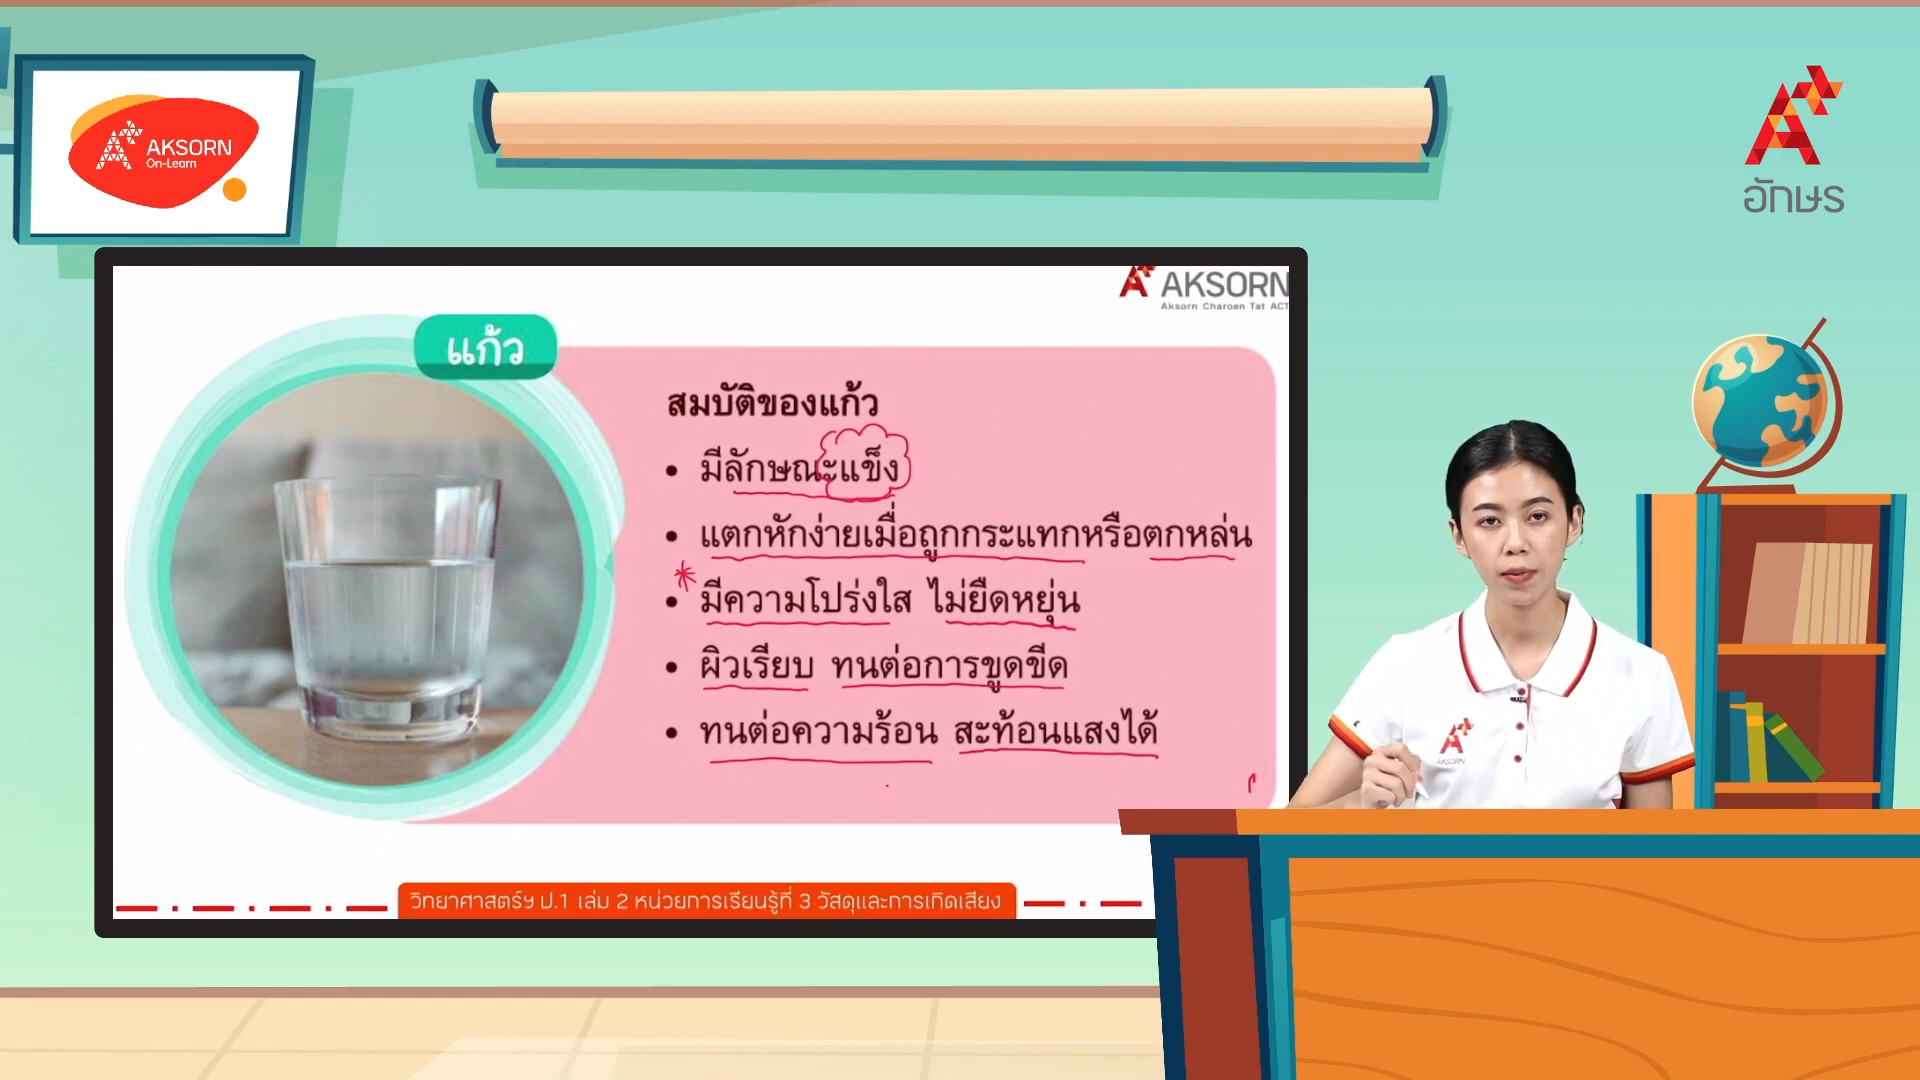 AKSORN
On-Learn
อักษร
AKSORN
Aksorn Charoen Tat ACT
แก้ว
สมบัติของแก้ว
• มีลักษณะแข็ง
• แตกหักง่ายเมื่อถูกกระแทกหรือตกหล่น
• มีความโปร่งใส ไม่ยืดหยุ่น
• ผิวเรียบ ทนต่อการขูดขีด
• ทนต่อความร้อน สะท้อนแสงได้
AKSORN
วิทยาศาสตร์ฯ ป.1 เล่ม 2 หน่วยการเรียนรู้ที่ 3 วัสดุและการเกิดเสียง